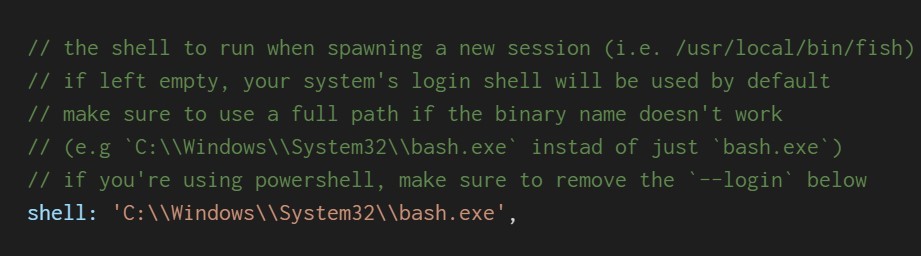 // the shell to run when spawning a new session (i.e. /usr/local/bin/fish)
// if left empty, your system's login shell will be used by default
// make sure to use a full path if the binary name doesn't work
// (e.g `C:\\Windows\\System32\\bash.exe` instad of just `bash.exe`)
// if you're using powershell, make sure to remove the `--login` below
shell: 'C:\\Windows\\System32\\bash.exe',